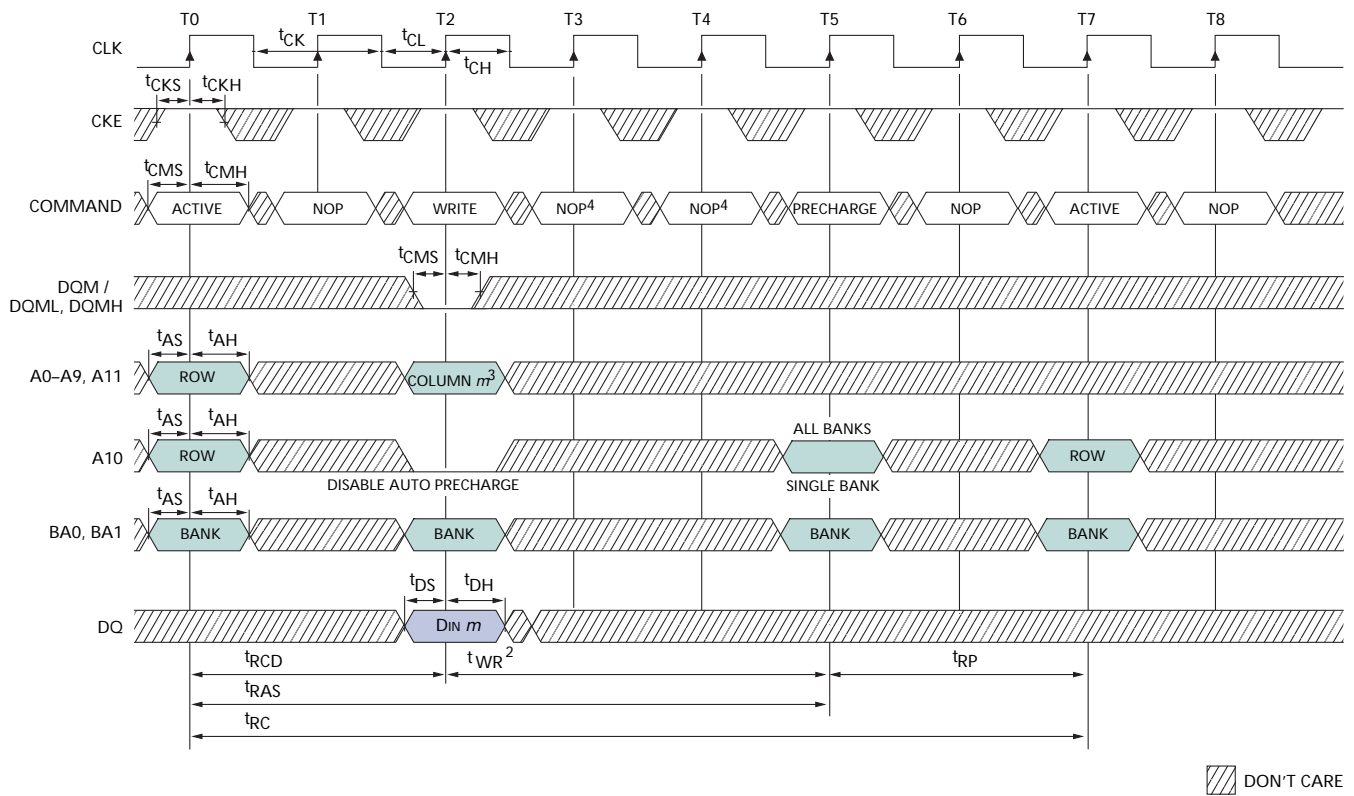 T0 T1 T2 T3 T4 T5 T6 T7 T8
CLK
tCK tCL
tCH
tCKS tCKH
CKE
tCMS tCMH
COMMAND ACTIVE NOP WRITE NOP4 NOP4 PRECHARGE NOP ACTIVE NOP
tCMS tCMH
DQM /
DQML, DQMH
tAS tAH
A0–A9, A11 ROW COLUMN m3
tAS tAH
ALL BANKS
A10 ROW ROW
DISABLE AUTO PRECHARGE SINGLE BANK
tAS tAH
BA0, BA1 BANK BANK BANK BANK
tDS tDH
DQ DIN m
tRCD tWR2 tRP
tRAS
tRC
DON'T CARE